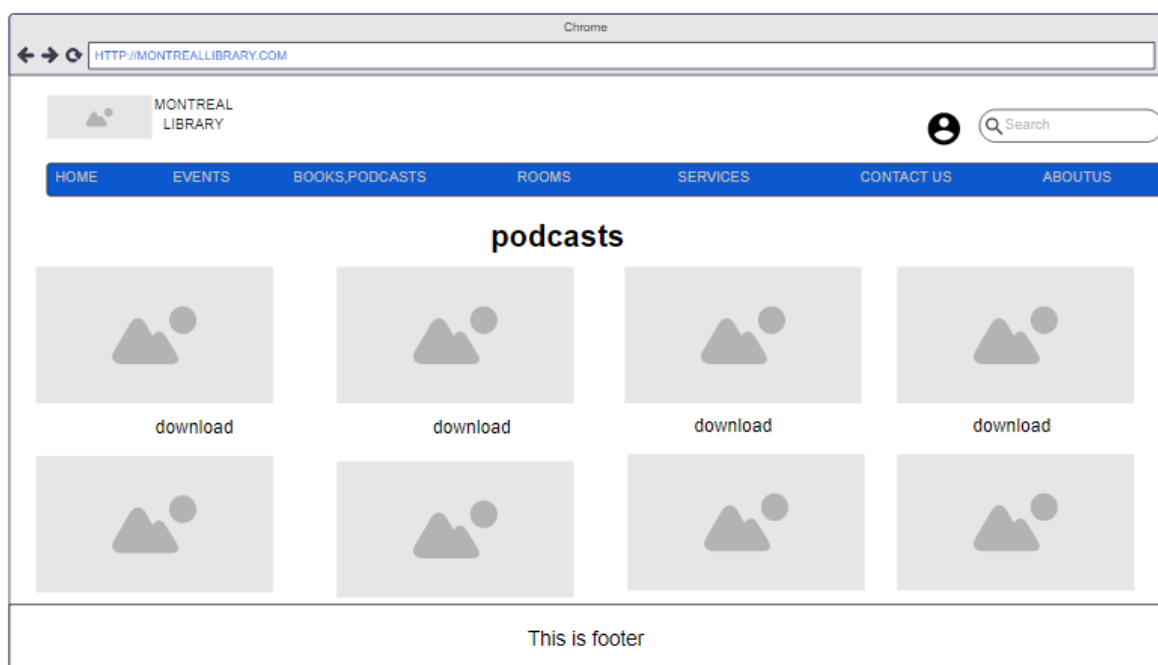 Chrome
HTTP://MONTREALLIBRARY.COM
MONTREAL
LIBRARY
Search
HOME EVENTS BOOKS,PODCASTS ROOMS SERVICES CONTACT US ABOUTUS
podcasts
download download download download
This is footer